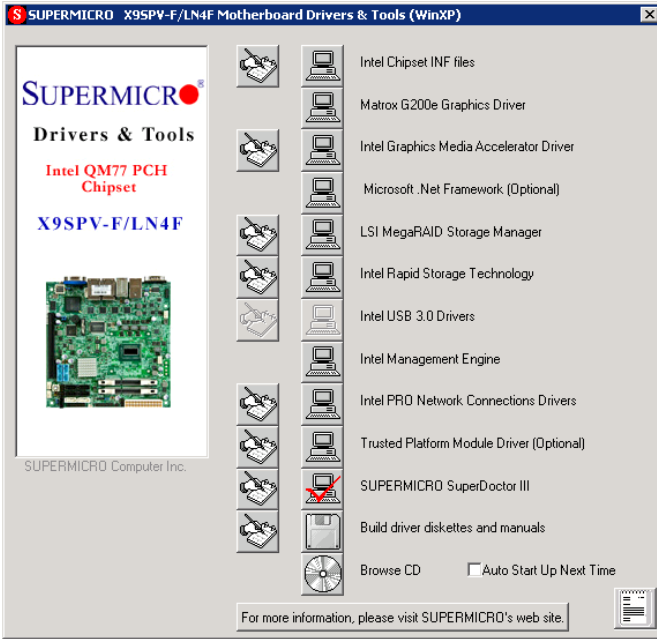 S SUPERMICRO X9SPV-F/LN4F Motherboard Drivers & Tools (WinXP)
SUPERMICRO®
Drivers & Tools
Intel QM77 PCH
Chipset
X9SPV-F/LN4F
SUPERMICRO Computer Inc.
Intel Chipset INF files
Matrox G200e Graphics Driver
Intel Graphics Media Accelerator Driver
Microsoft .Net Framework (Optional)
LSI MegaRAID Storage Manager
Intel Rapid Storage Technology
Intel USB 3.0 Drivers
Intel Management Engine
Intel PRO Network Connections Drivers
Trusted Platform Module Driver (Optional)
SUPERMICRO SuperDoctor III
Build driver diskettes and manuals
Browse CD
Auto Start Up Next Time
For more information, please visit SUPERMICRO's web site.